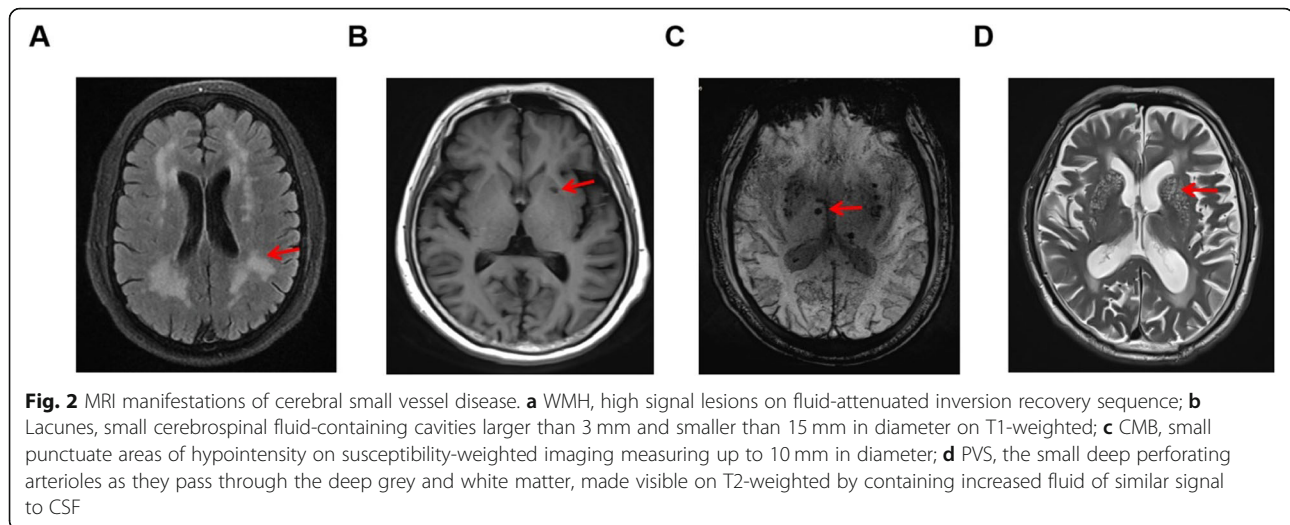 A B C D
Fig. 2 MRI manifestations of cerebral small vessel disease. a WMH, high signal lesions on fluid-attenuated inversion recovery sequence; b
Lacunes, small cerebrospinal fluid-containing cavities larger than 3 mm and smaller than 15 mm in diameter on T1-weighted; c CMB, small
punctuate areas of hypointensity on susceptibility-weighted imaging measuring up to 10 mm in diameter; d PVS, the small deep perforating
arterioles as they pass through the deep grey and white matter, made visible on T2-weighted by containing increased fluid of similar signal
to CSF